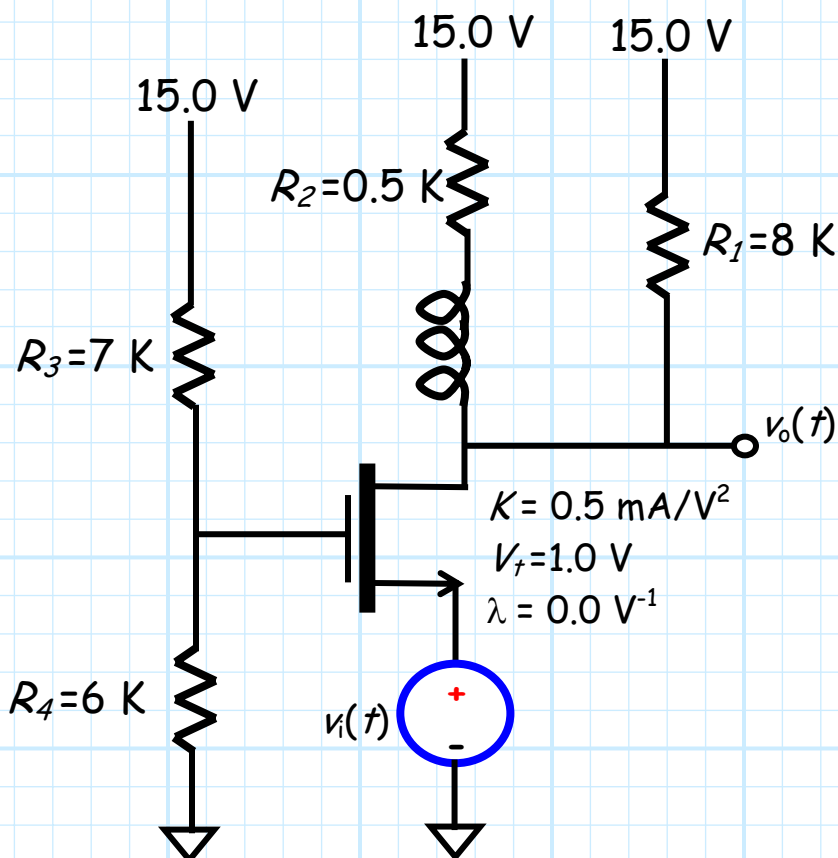 15.0 V
15.0 V
15.0 V
R₂=0.5 K
R₁=8 K
R₃=7 K
vₒ(t)
K = 0.5 mA/V²
Vₜ=1.0 V
λ = 0.0 V⁻¹
R₄=6 K
vᵢ(t)
+
−